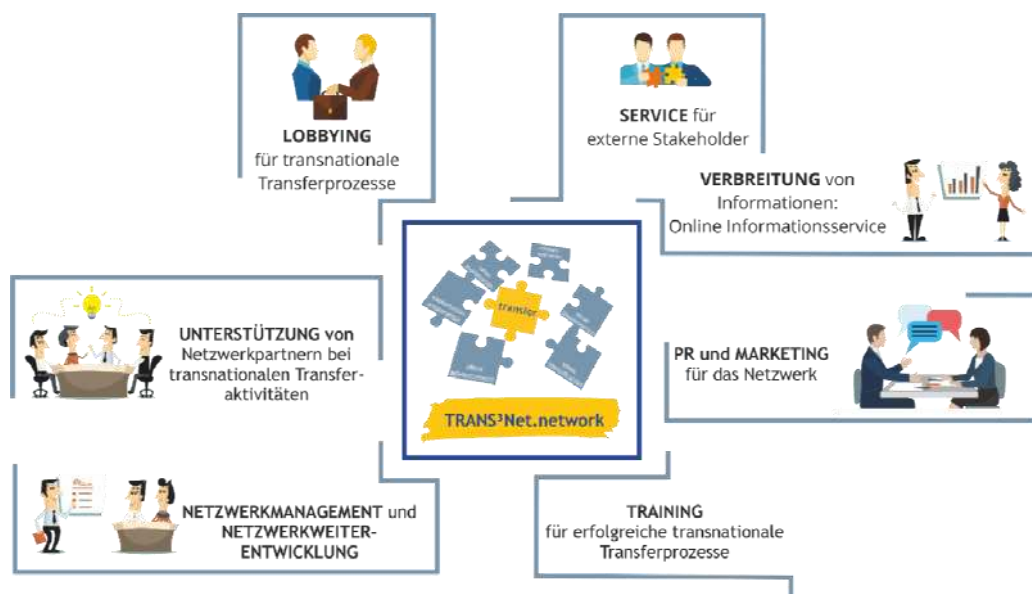 LOBBYING
für transnationale
Transferprozesse
SERVICE für
externe Stakeholder
VERBREITUNG von
Informationen:
Online Informationsservice
UNTERSTÜTZUNG von
Netzwerkpartnern bei
transnationalen Transfer-
aktivitäten
transfer
TRANS³Net.network
PR und MARKETING
für das Netzwerk
NETZWERKMANAGEMENT und
NETZWERKWEITER-
ENTWICKLUNG
TRAINING
für erfolgreiche transnationale
Transferprozesse